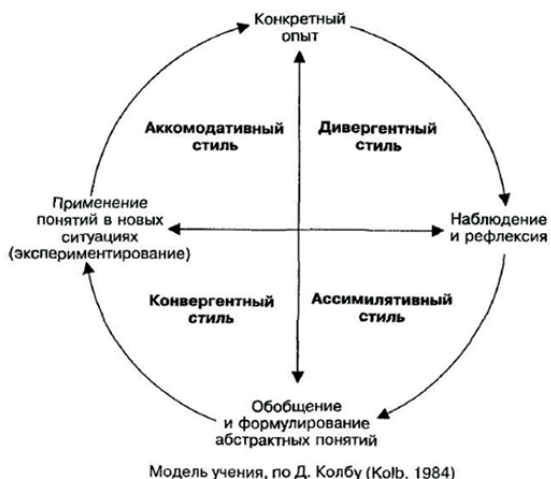 Конкретный
опыт
Аккомодативный
стиль
Дивергентный
стиль
Применение
понятий в новых
ситуациях
(экспериментирование)
Наблюдение
и рефлексия
Конвергентный
стиль
Ассимилятивный
стиль
Обобщение
и формулирование
абстрактных понятий
Модель учения, по Д. Колбу (Kolb, 1984)